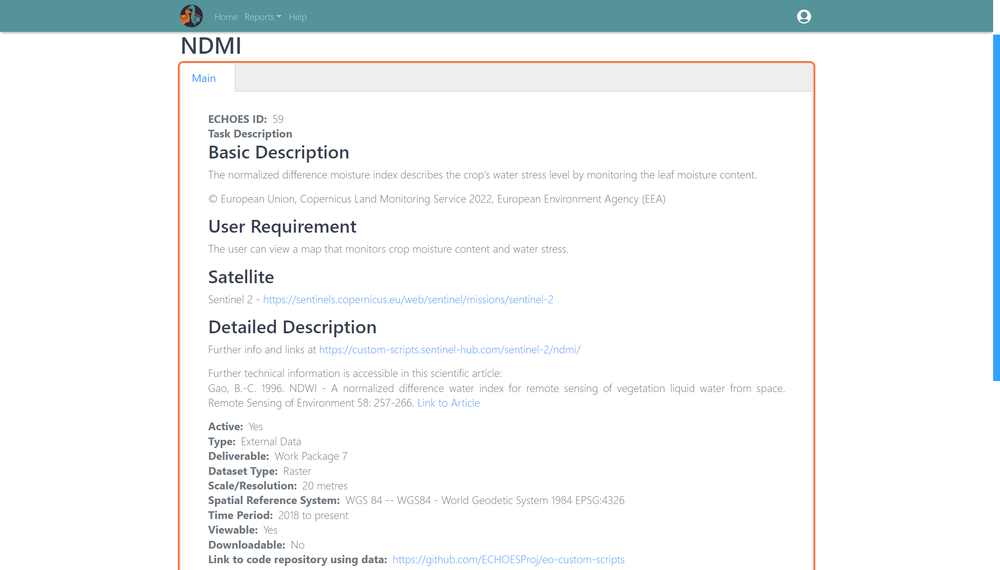 Home Reports Help
NDMI
Main
ECHOES ID: 59
Task Description
Basic Description
The normalized difference moisture index describes the crop's water stress level by monitoring the leaf moisture content.
© European Union, Copernicus Land Monitoring Service 2022, European Environment Agency (EEA)
User Requirement
The user can view a map that monitors crop moisture content and water stress.
Satellite
Sentinel 2 - https://sentinels.copernicus.eu/web/sentinel/missions/sentinel-2
Detailed Description
Further info and links at https://custom-scripts.sentinel-hub.com/sentinel-2/ndmi/
Further technical information is accessible in this scientific article:
Gao, B.-C. 1996. NDWI - A normalized difference water index for remote sensing of vegetation liquid water from space.
Remote Sensing of Environment 58: 257-266. Link to Article
Active: Yes
Type: External Data
Deliverable: Work Package 7
Dataset Type: Raster
Scale/Resolution: 20 metres
Spatial Reference System: WGS 84 -- WGS84 - World Geodetic System 1984 EPSG:4326
Time Period: 2018 to present
Viewable: Yes
Downloadable: No
Link to code repository using data: https://github.com/ECHOESProj/eo-custom-scripts